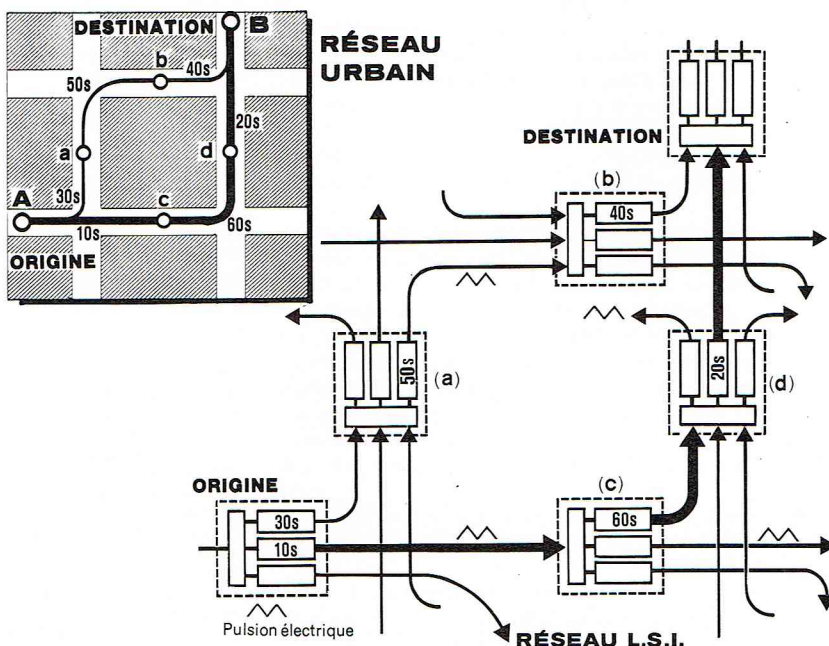 DESTINATION B
RÉSEAU
URBAIN
b
40s
50s
20s
a
d
A
30s
c
10s
60s
ORIGINE
DESTINATION
(b)
40s
50s
(a)
20s
(d)
ORIGINE
(c)
30s
60s
10s
Pulsion électrique
RÉSEAU L.S.I.